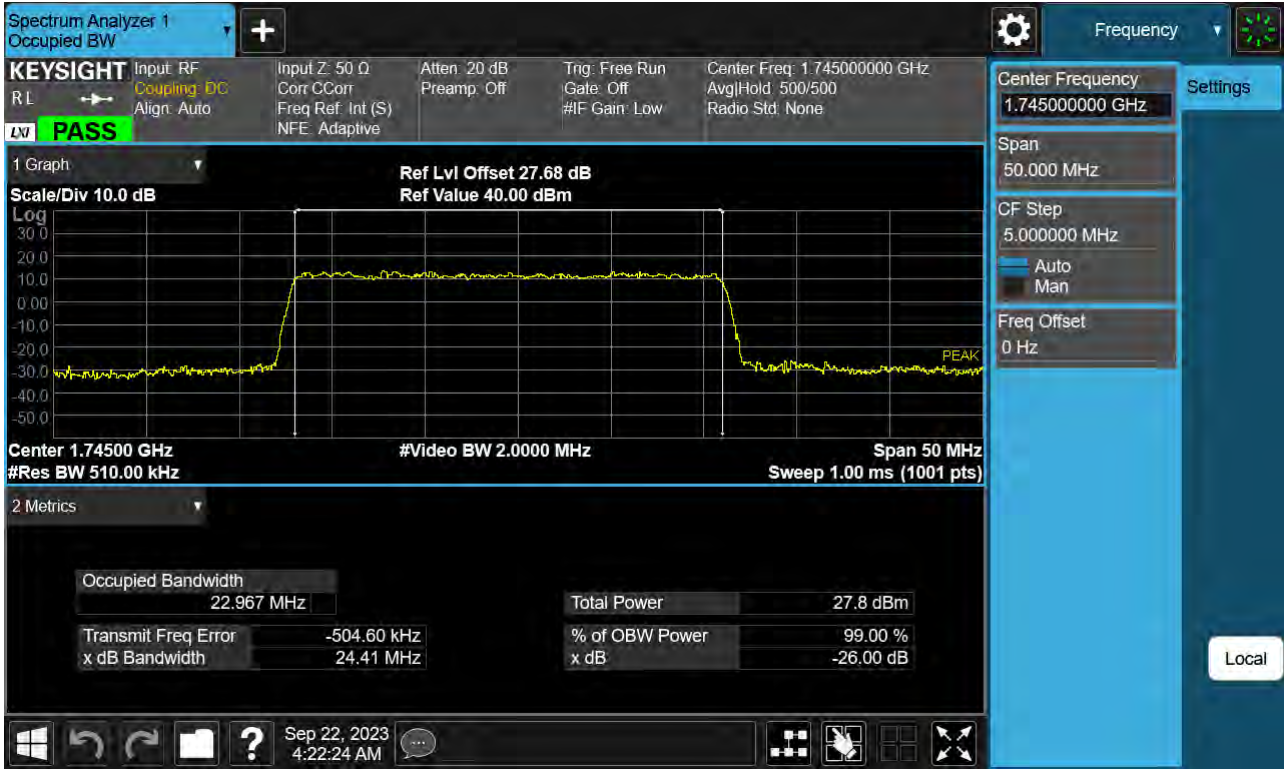 Spectrum Analyzer 1
Occupied BW
Frequency
KEYSIGHT
RL
LXI PASS
Input: RF
Coupling: DC
Align: Auto
Input Z: 50 Ω
Corr CCorr
Freq Ref: Int (S)
NFE: Adaptive
Atten: 20 dB
Preamp: Off
Trig: Free Run
Gate: Off
#IF Gain: Low
Center Freq: 1.745000000 GHz
Avg|Hold: 500/500
Radio Std: None
1 Graph
Scale/Div 10.0 dB
Ref Lvl Offset 27.68 dB
Ref Value 40.00 dBm
Log
30.0
20.0
10.0
0.00
-10.0
-20.0
-30.0
-40.0
-50.0
PEAK
Center 1.74500 GHz
#Video BW 2.0000 MHz
Span 50 MHz
#Res BW 510.00 kHz
Sweep 1.00 ms (1001 pts)
2 Metrics
Occupied Bandwidth
22.967 MHz
Total Power 27.8 dBm
Transmit Freq Error -504.60 kHz
% of OBW Power 99.00 %
x dB Bandwidth 24.41 MHz
x dB -26.00 dB
Center Frequency
1.745000000 GHz
Settings
Span
50.000 MHz
CF Step
5.000000 MHz
Auto
Man
Freq Offset
0 Hz
Local
?
Sep 22, 2023
4:22:24 AM